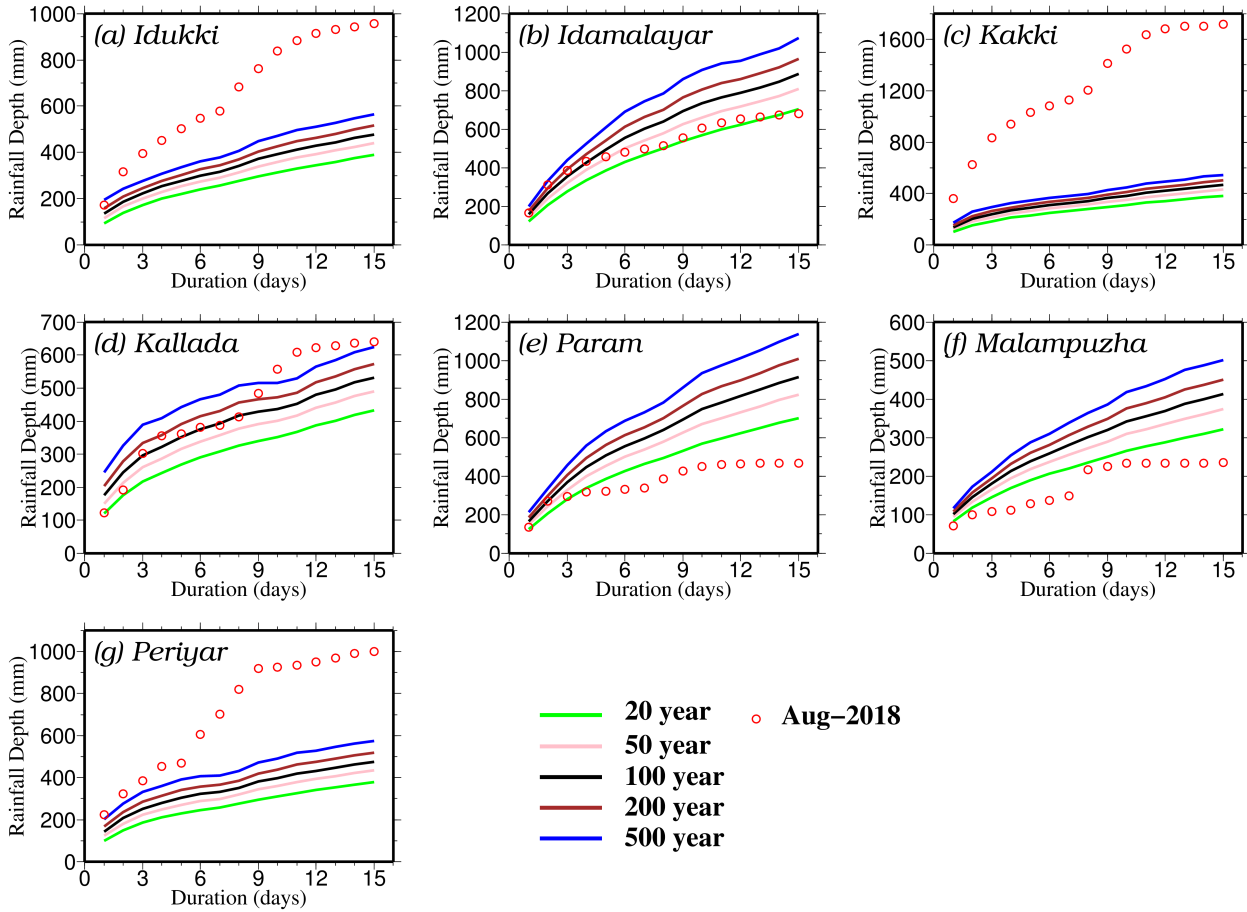 (a) Idukki
Rainfall Depth (mm)
0 200 400 600 800 1000
0 3 6 9 12 15
Duration (days)
(b) Idamalayar
Rainfall Depth (mm)
0 200 400 600 800 1000 1200
0 3 6 9 12 15
Duration (days)
(c) Kakki
Rainfall Depth (mm)
0 400 800 1200 1600
0 3 6 9 12 15
Duration (days)
(d) Kallada
Rainfall Depth (mm)
0 100 200 300 400 500 600 700
0 3 6 9 12 15
Duration (days)
(e) Param
Rainfall Depth (mm)
0 200 400 600 800 1000 1200
0 3 6 9 12 15
Duration (days)
(f) Malampuzha
Rainfall Depth (mm)
0 100 200 300 400 500 600
0 3 6 9 12 15
Duration (days)
(g) Periyar
Rainfall Depth (mm)
0 200 400 600 800 1000
0 3 6 9 12 15
Duration (days)
20 year
50 year
100 year
200 year
500 year
Aug-2018